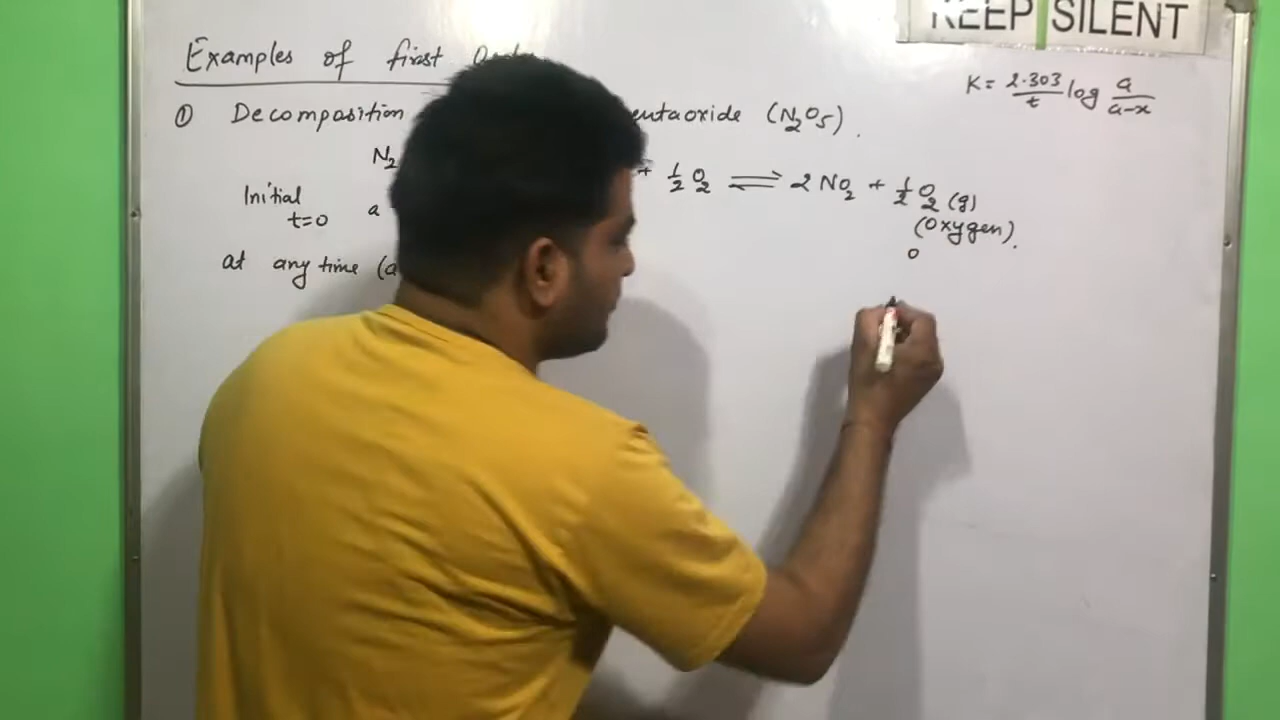 KEEP SILENT
Examples of first
K = 2.303/t log a/a-x
① Decomposition entaoxide (N₂O₅).
N₂ + ½ O₂ ⇌ 2 NO₂ + ½ O₂ (g)
(Oxygen).
Initial
t=0 a 0
at any time (a